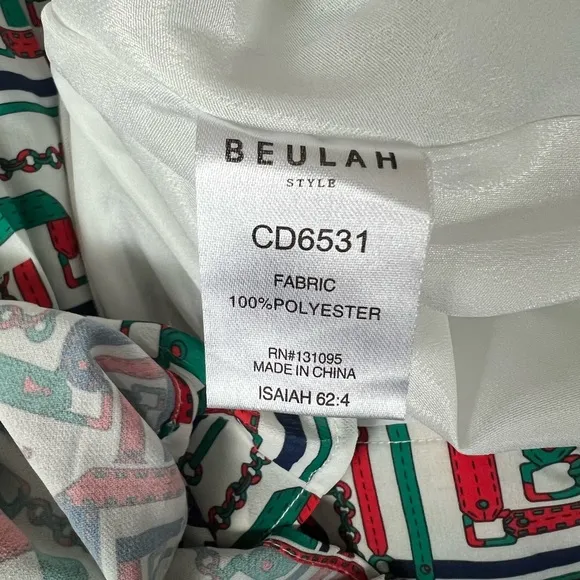 BEULAH
STYLE
CD6531
FABRIC
100%POLYESTER
RN#131095
MADE IN CHINA
ISAIAH 62:4